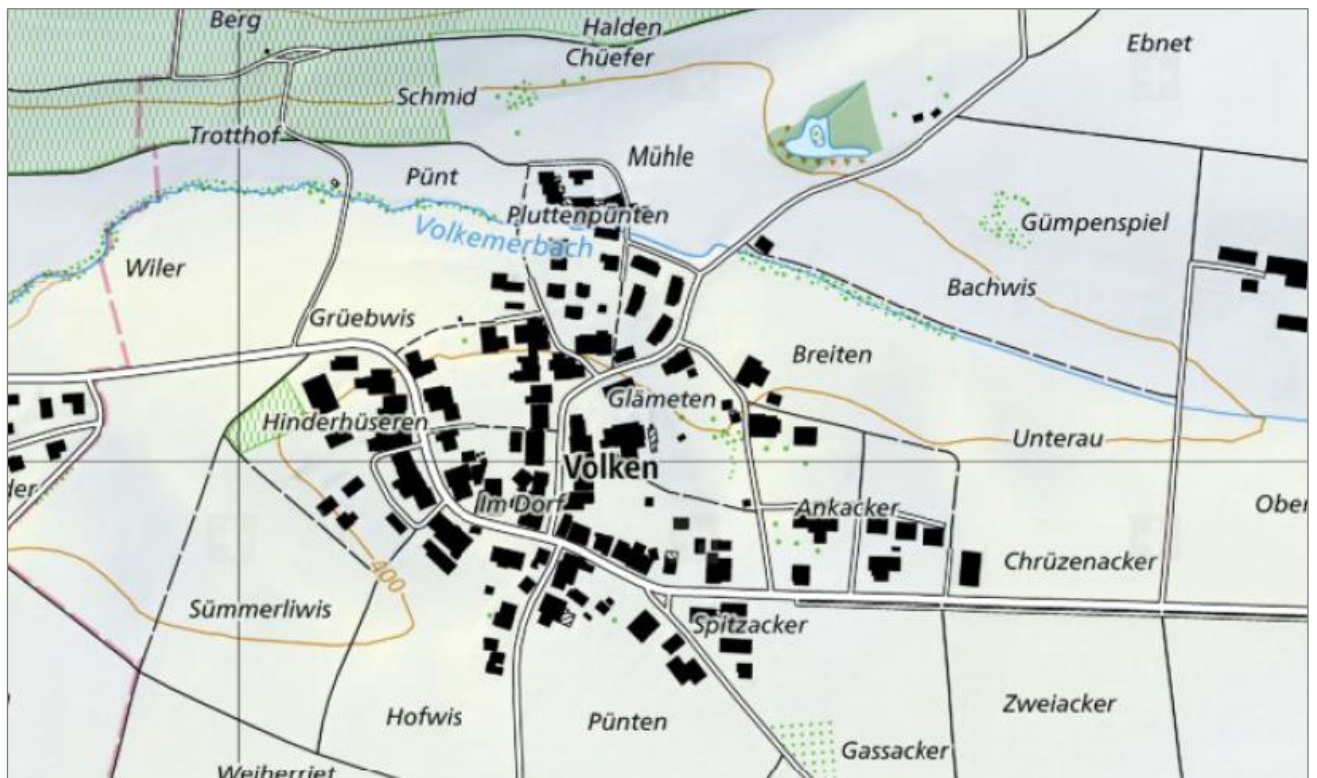 Berg
Halden
Ebnet
Chüefer
Schmid
Trotthof
Mühle
Pünt
Pluttenpünten
Gümpenspiel
Volkemerbach
Wiler
Bachwis
Grüebwis
Breiten
Glämeten
Hinderhüseren
Unterau
Volken
Im Dorf
Ankacker
Chrüzenacker
400
Sümmerliwis
Spitzacker
Zweiacker
Hofwis
Pünten
Gassacker
Weiherriet